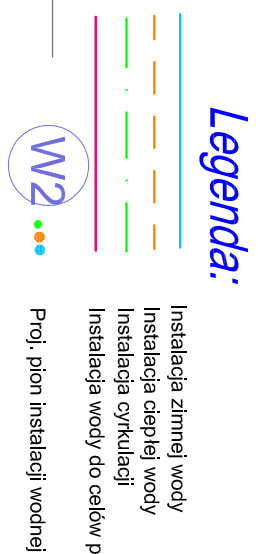 Legenda:
Instalacja zimnej wody
Instalacja ciepłej wody
Instalacja cyrkulacji
Instalacja wody do celów p
W2
Proj. pion instalacji wodnej